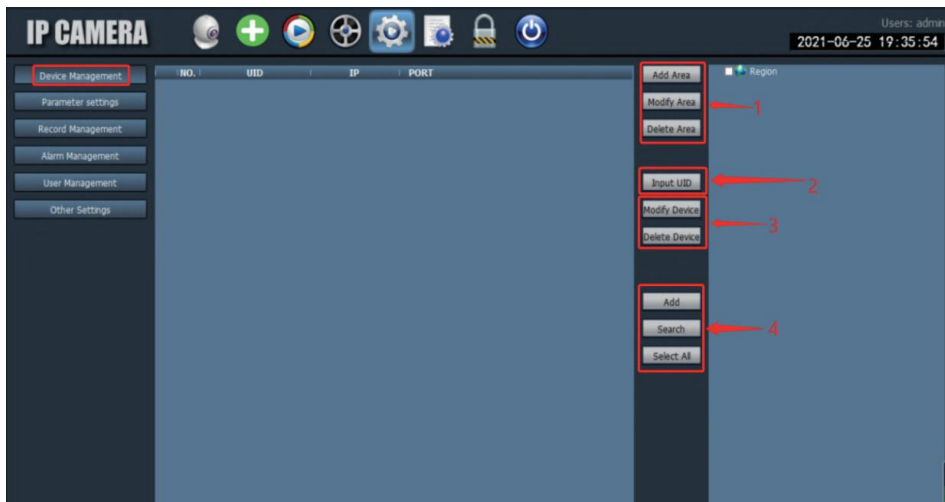 IP CAMERA
Users: admin
2021-06-25 19:35:54
Device Management
Parameter settings
Record Management
Alarm Management
User Management
Other Settings
NO. UID IP PORT
Add Area
Modify Area
Delete Area
1
Input UID
2
Modify Device
Delete Device
3
Add
Search
Select All
4
Region